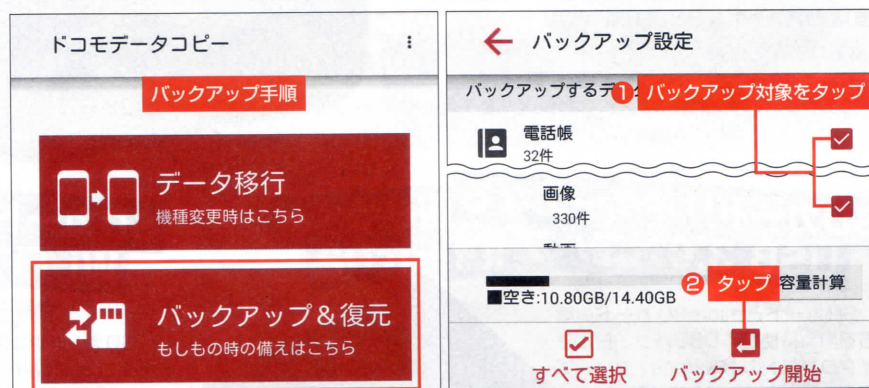 ドコモデータコピー
バックアップ手順
データ移行
機種変更時はこちら
バックアップ&復元
もしもの時の備えはこちら
バックアップ設定
バックアップするデ
1 バックアップ対象をタップ
電話帳
32件
画像
330件
空き:10.80GB/14.40GB
2 タップ
容量計算
すべて選択
バックアップ開始